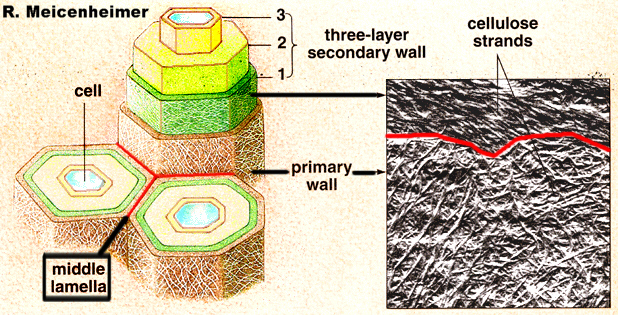 R. Meicenheimer
3
2
1
three-layer
secondary wall
cellulose
strands
cell
primary
wall
middle
lamella